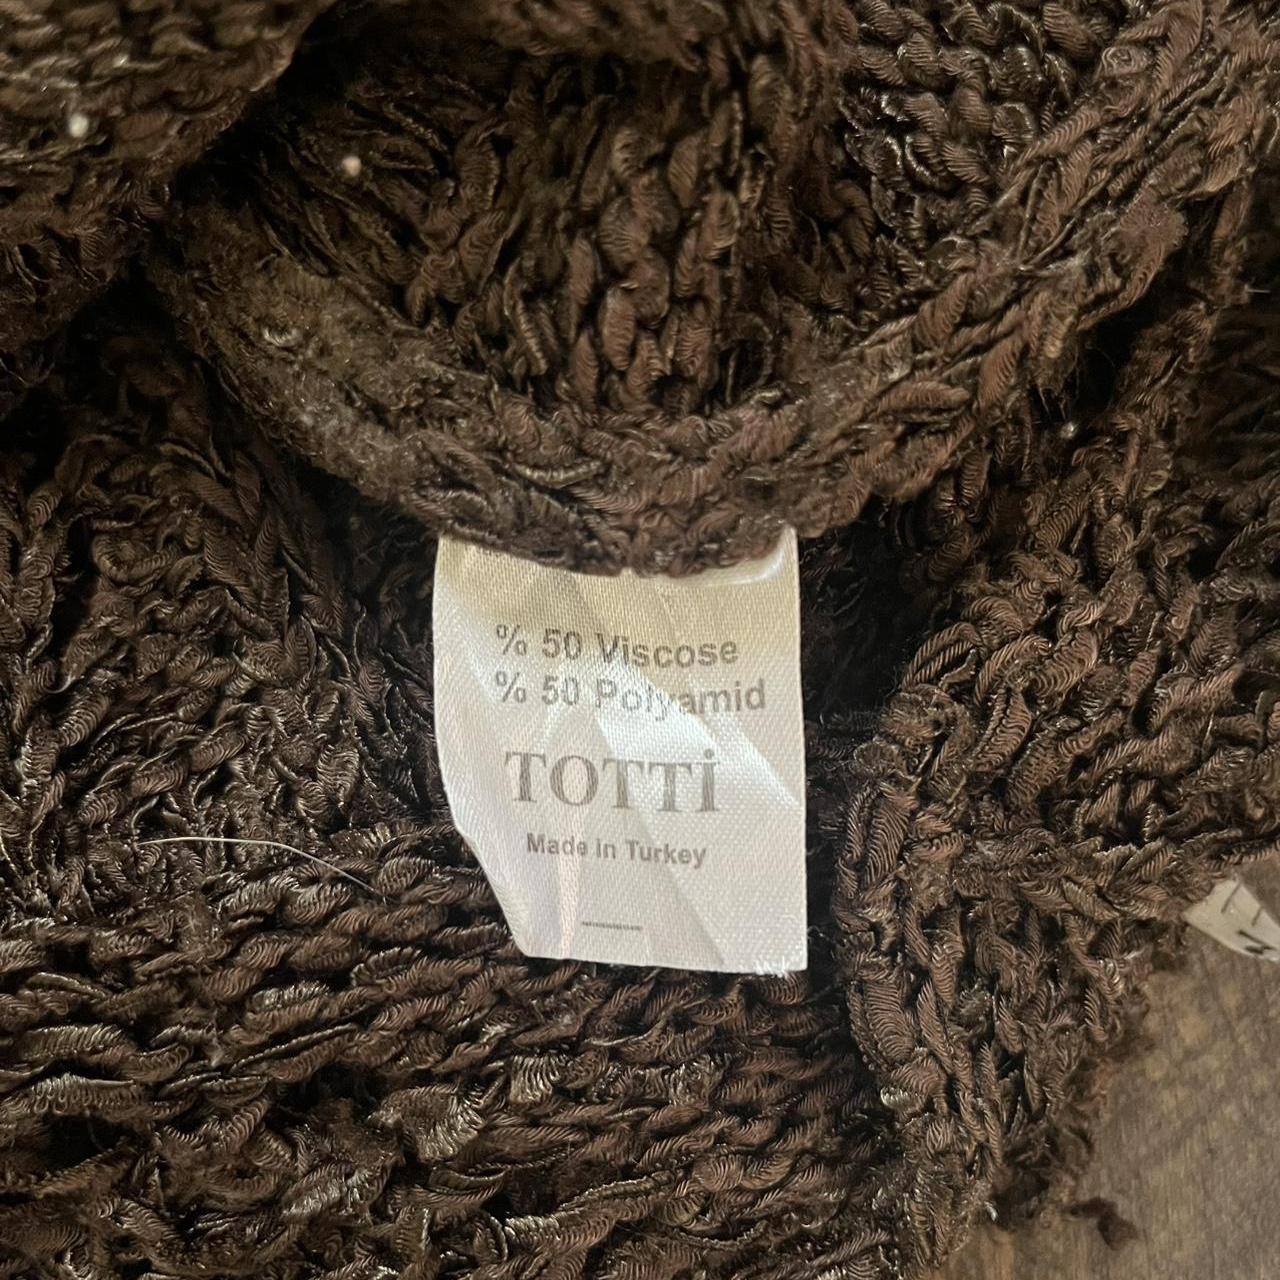 % 50 Viscose
% 50 Polyamid
TOTTİ
Made in Turkey